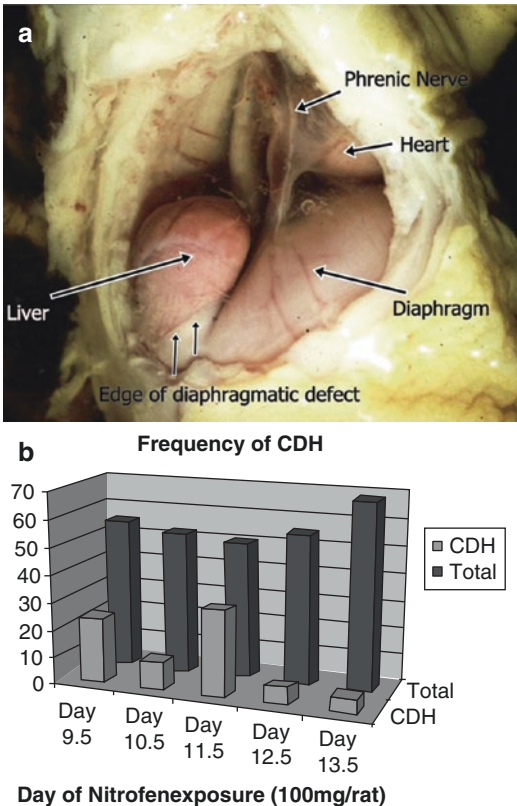 a
Phrenic Nerve
Heart
Liver
Diaphragm
Edge of diaphragmatic defect
b
Frequency of CDH
70
60
50
40
30
20
10
0
CDH
Total
Total
CDH
Day 9.5
Day 10.5
Day 11.5
Day 12.5
Day 13.5
Day of Nitrofenexposure (100mg/rat)